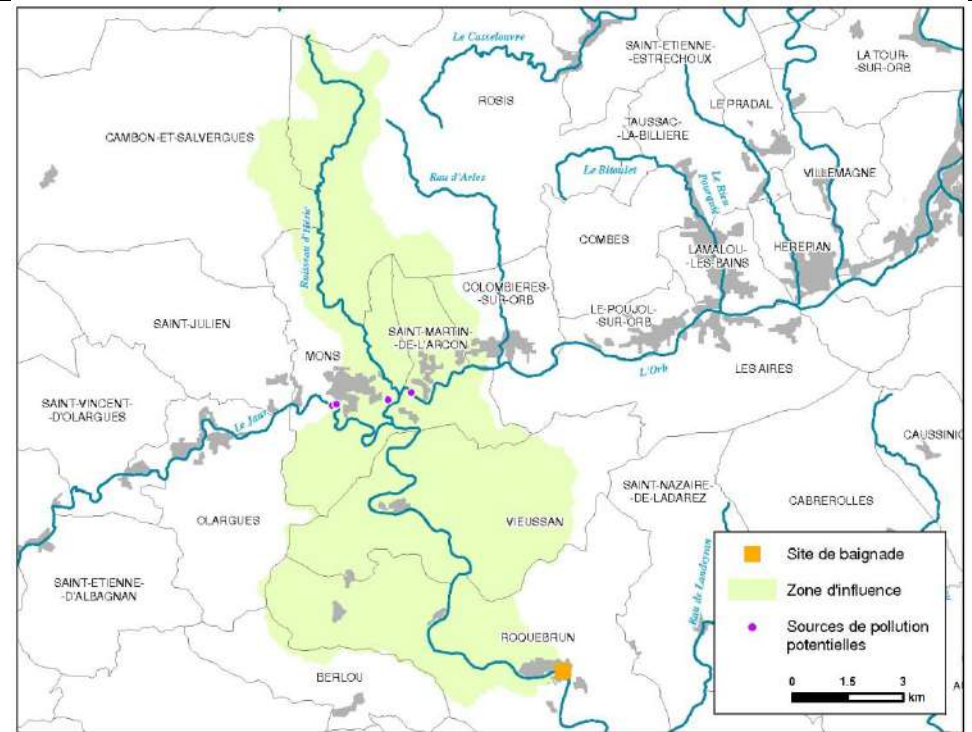 Le Casselouvre
SAINT-ETIENNE-
-ESTRECHOUX
LA TOUR-
-SUR-ORB
ROSIS
LE PRADAL
CAMBON-ET-SALVERGUES
TAUSSAC-
-LA-BILLIERE
Rau d'Arles
Le Bitoulet
Le Rieu
Pourquié
VILLEMAGNE
Ruisseau d'Héric
COMBES
LAMALOU-
-LES-BAINS
HEREPIAN
COLOMBIERES-
-SUR-ORB
LE-POUJOL-
-SUR-ORB
SAINT-JULIEN
SAINT-MARTIN-
-DE-L'ARCON
MONS
L'Orb
LES AIRES
SAINT-VINCENT-
-D'OLARGUES
Le Jaur
CAUSSINIO
SAINT-NAZAIRE-
-DE-LADAREZ
CABREROLLES
OLARGUES
VIEUSSAN
SAINT-ETIENNE-
-D'ALBAGNAN
Rau de Landeyran
ROQUEBRUN
BERLOU
Site de baignade
Zone d'influence
Sources de pollution
potentielles
0 1.5 3
km